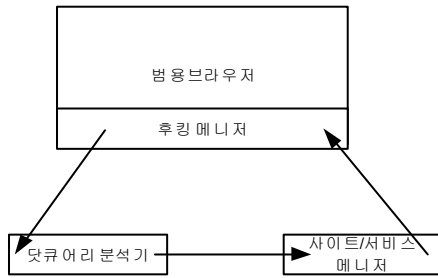 범용브라우저
후킹메니저
닷큐어리분석기
사이트/서비스
메니저